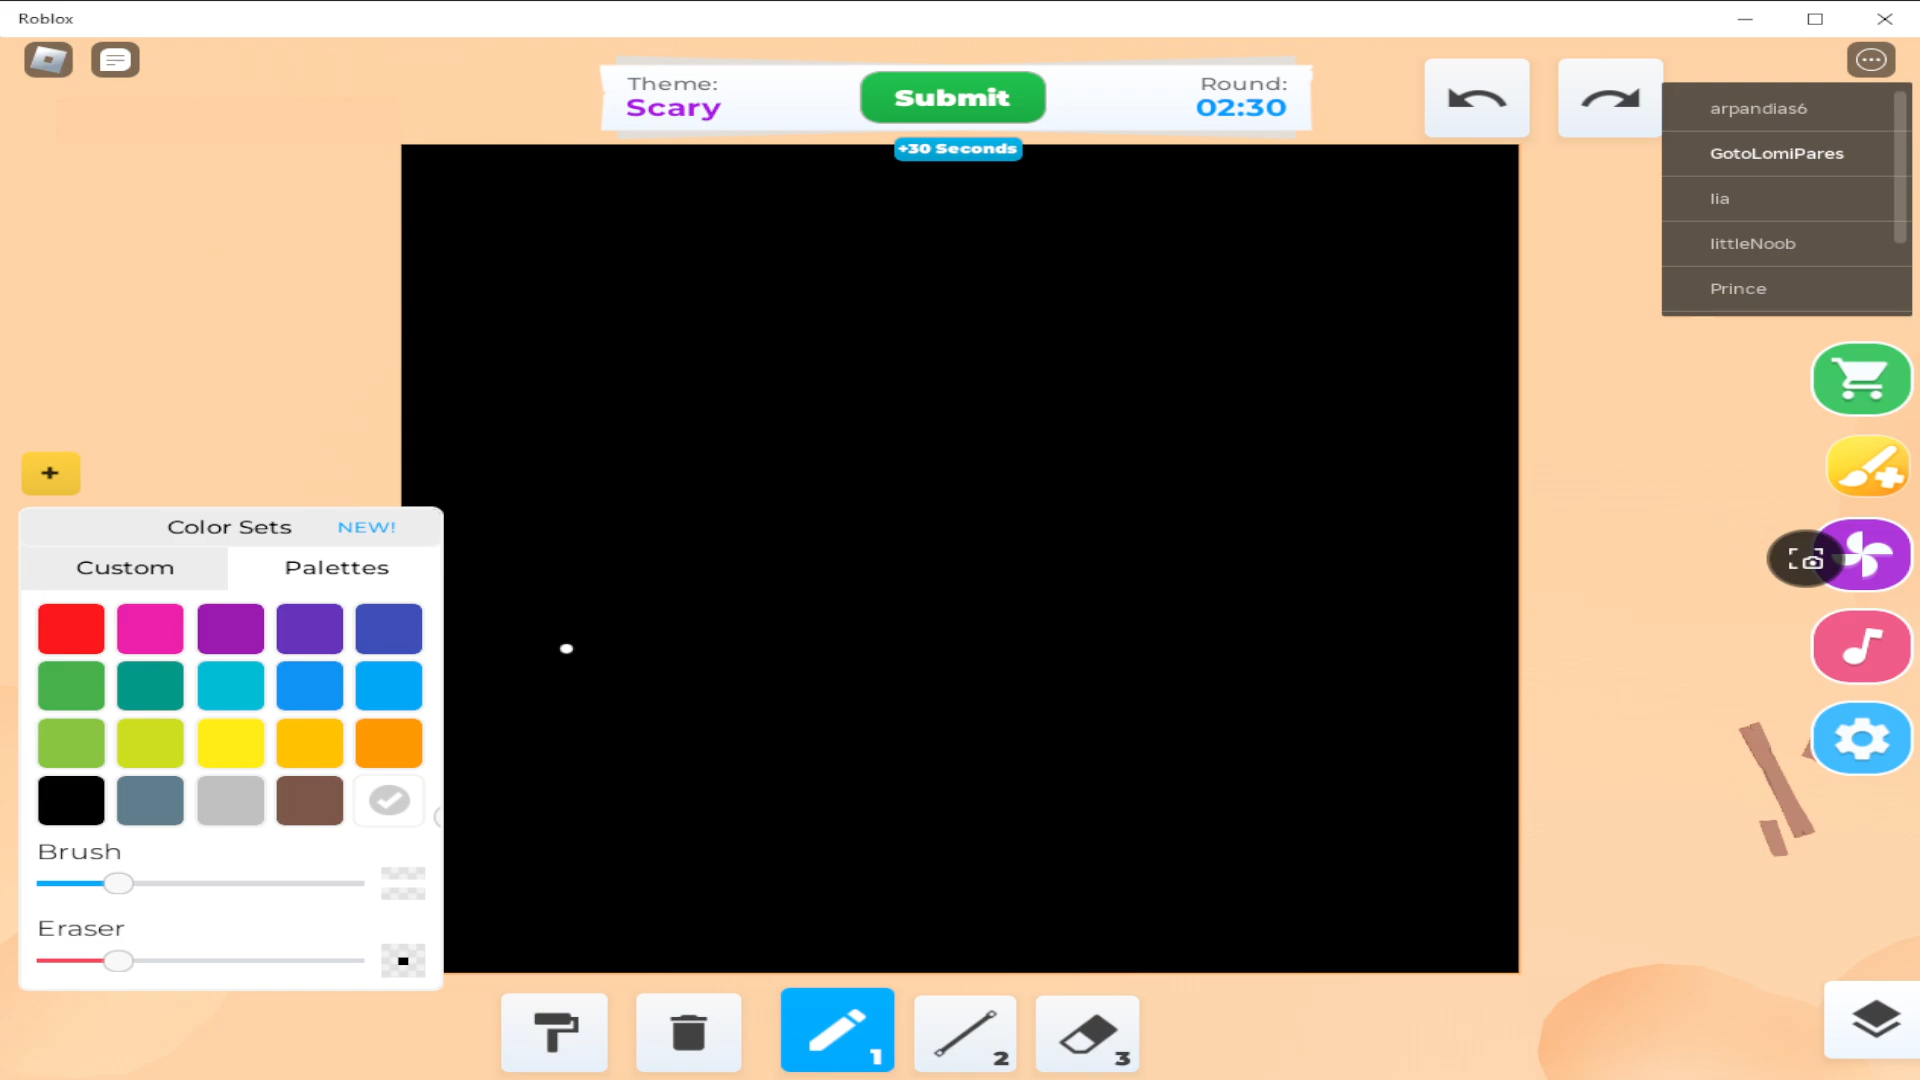 Roblox
Theme:
Scary
Submit
Round:
02:30
+30 Seconds
arpandias6
GotoLomiPares
lia
littleNoob
Prince
+
Color Sets
NEW!
Custom
Palettes
Brush
Eraser
1
2
3